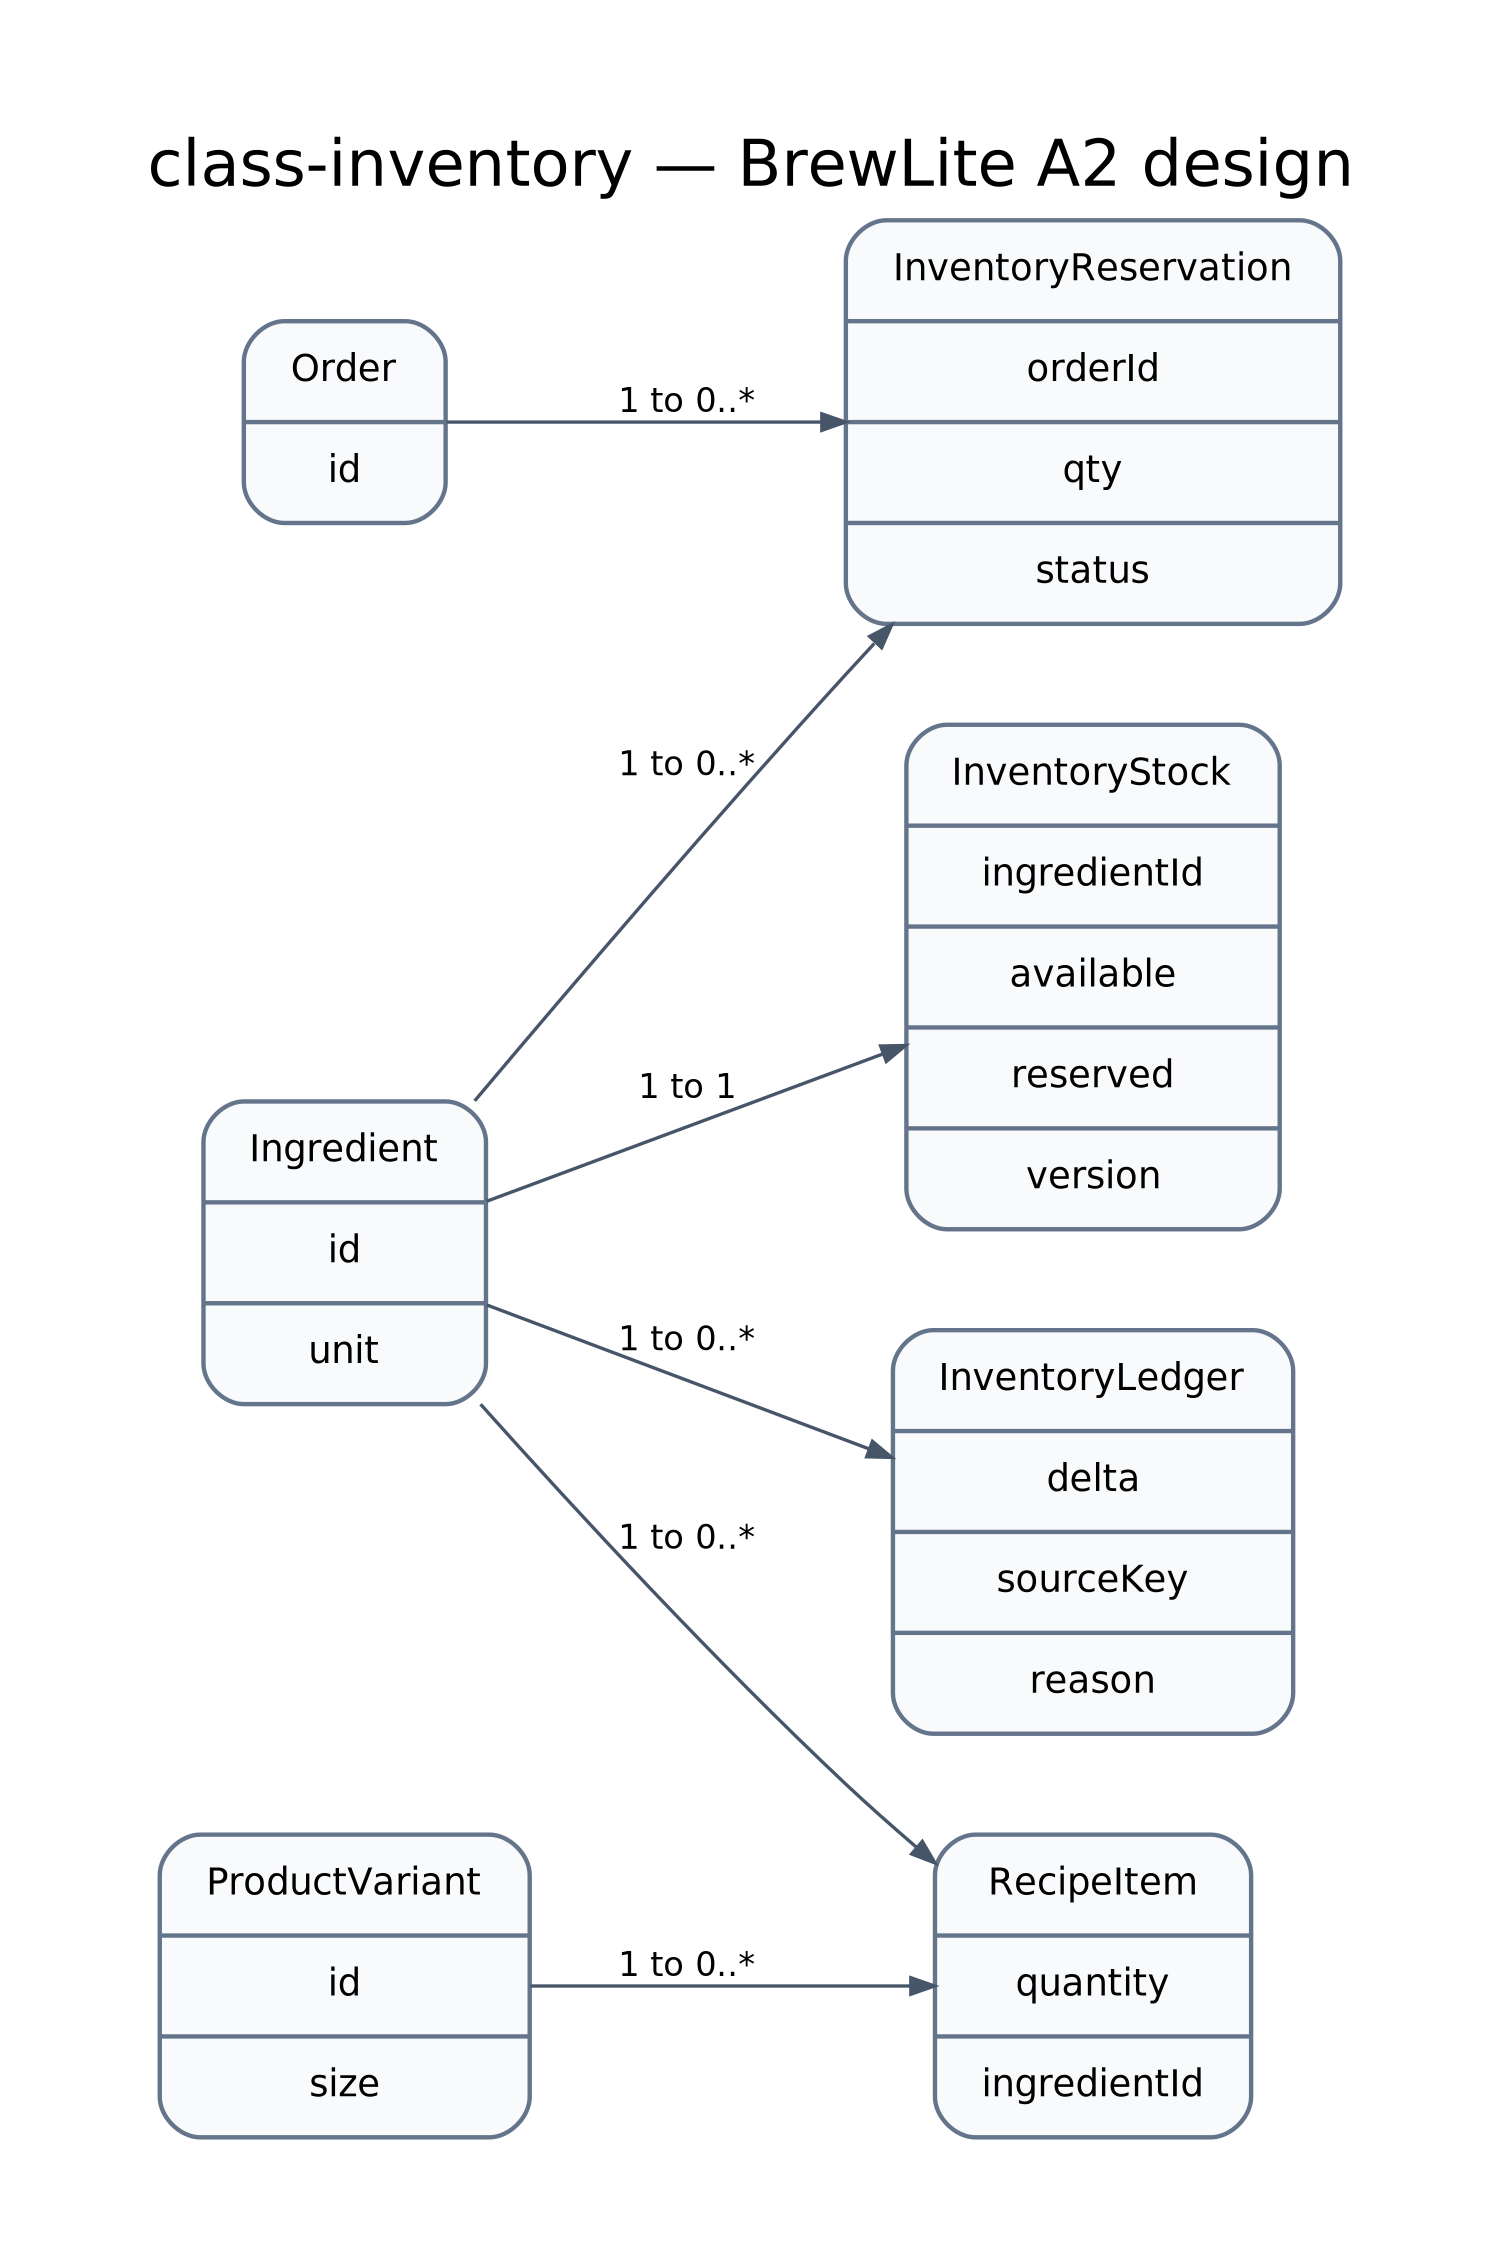 class-inventory — BrewLite A2 design
Order
id
1 to 0..*
InventoryReservation
orderId
qty
status
1 to 0..*
InventoryStock
ingredientId
available
reserved
version
Ingredient
id
unit
1 to 1
1 to 0..*
InventoryLedger
delta
sourceKey
reason
1 to 0..*
ProductVariant
id
size
1 to 0..*
RecipeItem
quantity
ingredientId